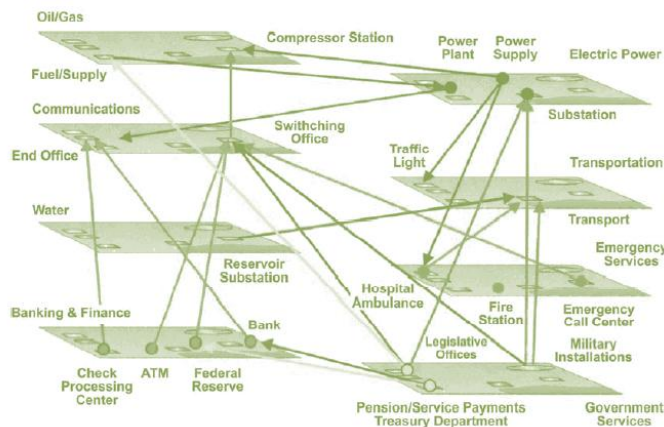 Oil/Gas
Compressor Station
Power
Plant
Power
Supply
Electric Power
Fuel/Supply
Substation
Communications
Swithching
Office
Traffic
Light
End Office
Transportation
Water
Transport
Reservoir
Substation
Emergency
Services
Hospital
Ambulance
Fire
Station
Emergency
Call Center
Banking & Finance
Bank
Legislative
Offices
Military
Installations
Check
Processing
Center
ATM
Federal
Reserve
Pension/Service Payments
Treasury Department
Government
Services